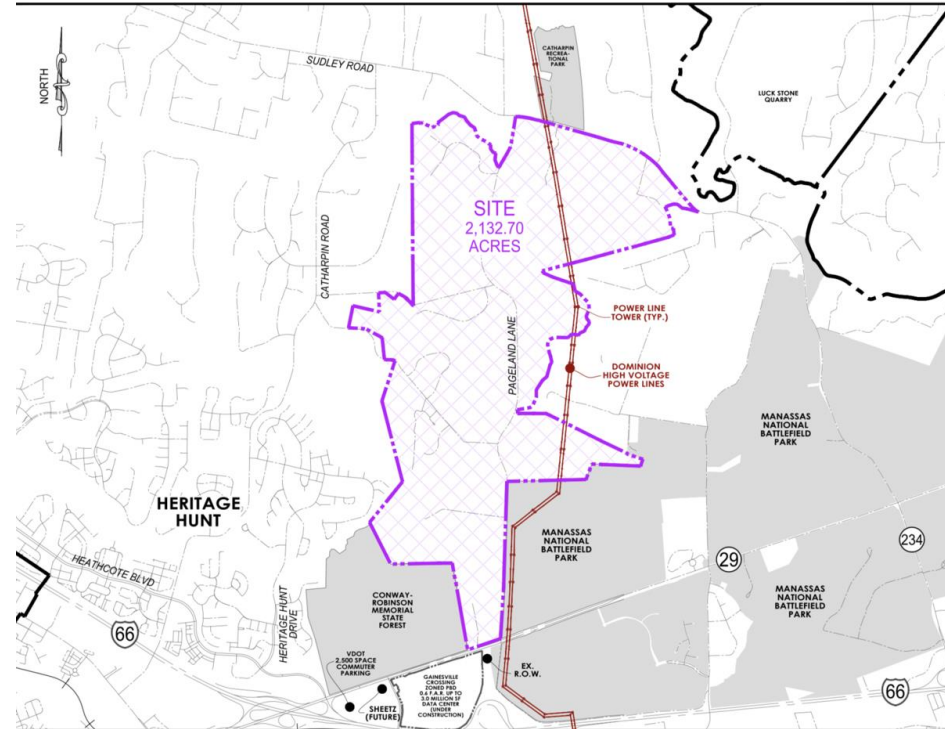 NORTH
SUDLEY ROAD
CATHARPIN
RECREA-
TIONAL
PARK
LUCK STONE
QUARRY
SITE
2,132.70
ACRES
CATHARPIN ROAD
PAGELAND LANE
POWER LINE
TOWER (TYP.)
DOMINION
HIGH VOLTAGE
POWER LINES
MANASSAS
NATIONAL
BATTLEFIELD
PARK
HERITAGE
HUNT
MANASSAS
NATIONAL
BATTLEFIELD
PARK
29
234
HEATHCOTE BLVD
HERITAGE HUNT
DRIVE
CONWAY-
ROBINSON
MEMORIAL
STATE
FOREST
MANASSAS
NATIONAL
BATTLEFIELD
PARK
66
VDOT
2,500 SPACE
COMMUTER
PARKING
SHEETZ
(FUTURE)
GAINESVILLE
CROSSING
ZONED PBD
0.6 F.A.R. UP TO
3.0 MILLION SF
DATA CENTER
(UNDER
CONSTRUCTION)
EX.
R.O.W.
66